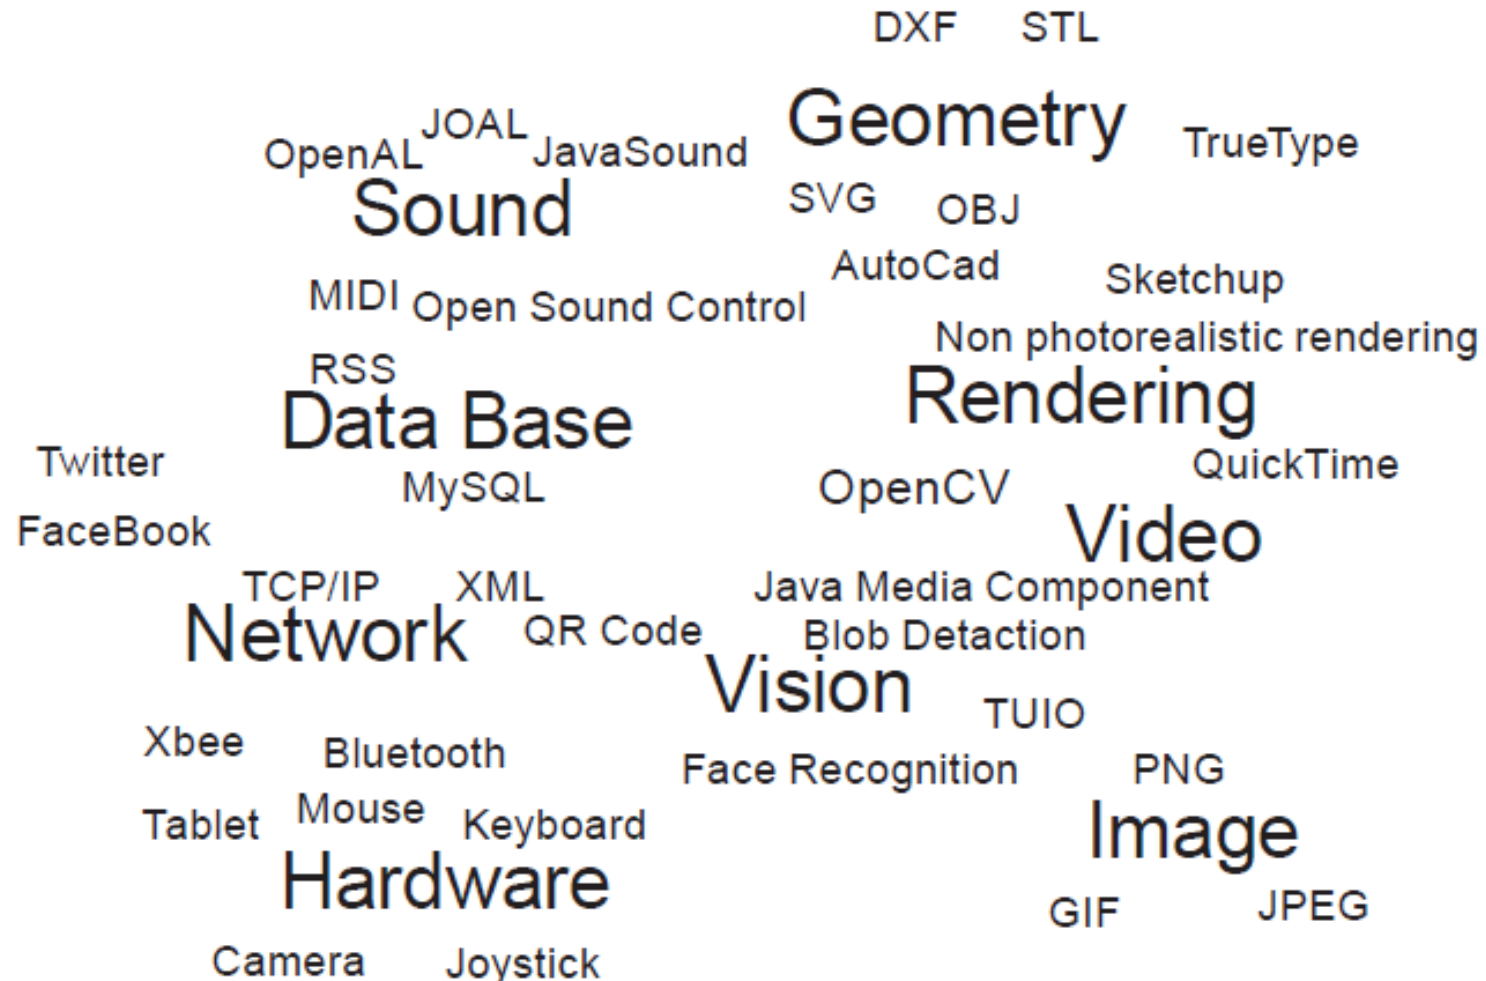 DXF STL
Geometry
JOAL
OpenAL JavaSound
TrueType
Sound
SVG OBJ
AutoCad
Sketchup
MIDI Open Sound Control
Non photorealistic rendering
RSS
Rendering
Data Base
Twitter
QuickTime
MySQL
OpenCV
FaceBook
Video
TCP/IP XML
Java Media Component
Network
QR Code
Blob Detaction
Vision
TUIO
Xbee
Bluetooth
Face Recognition
PNG
Tablet Mouse Keyboard
Image
Hardware
GIF JPEG
Camera Joystick